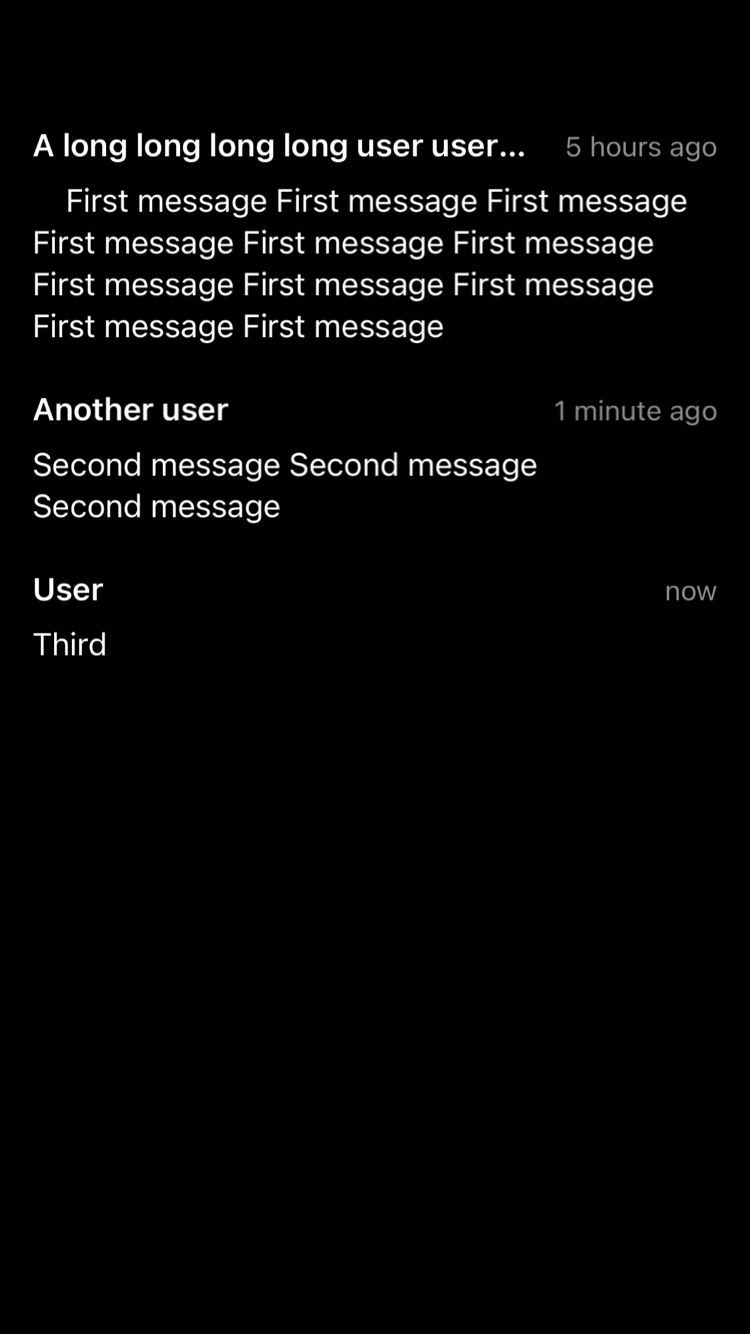 A long long long long user user... 5 hours ago
First message First message First message
First message First message First message
First message First message First message
First message First message
Another user 1 minute ago
Second message Second message
Second message
User now
Third